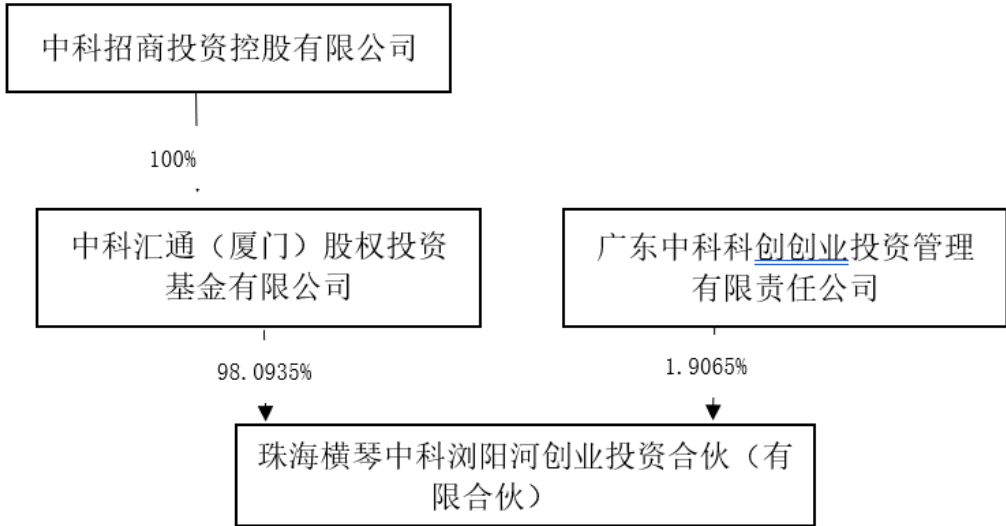 中科招商投资控股有限公司
100%
中科汇通（厦门）股权投资
基金有限公司
广东中科科创创业投资管理
有限责任公司
98.0935%
1.9065%
珠海横琴中科浏阳河创业投资合伙（有
限合伙）